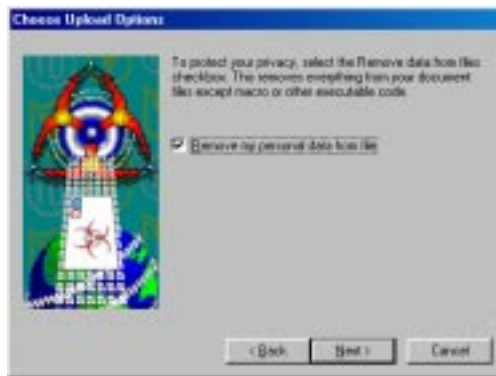 Choose Upload Options
To protect your privacy, select the Remove data from files
checkbox. This removes everything from your document
files except macro or other executable code.
Remove my personal data from file
< Back
Next >
Cancel